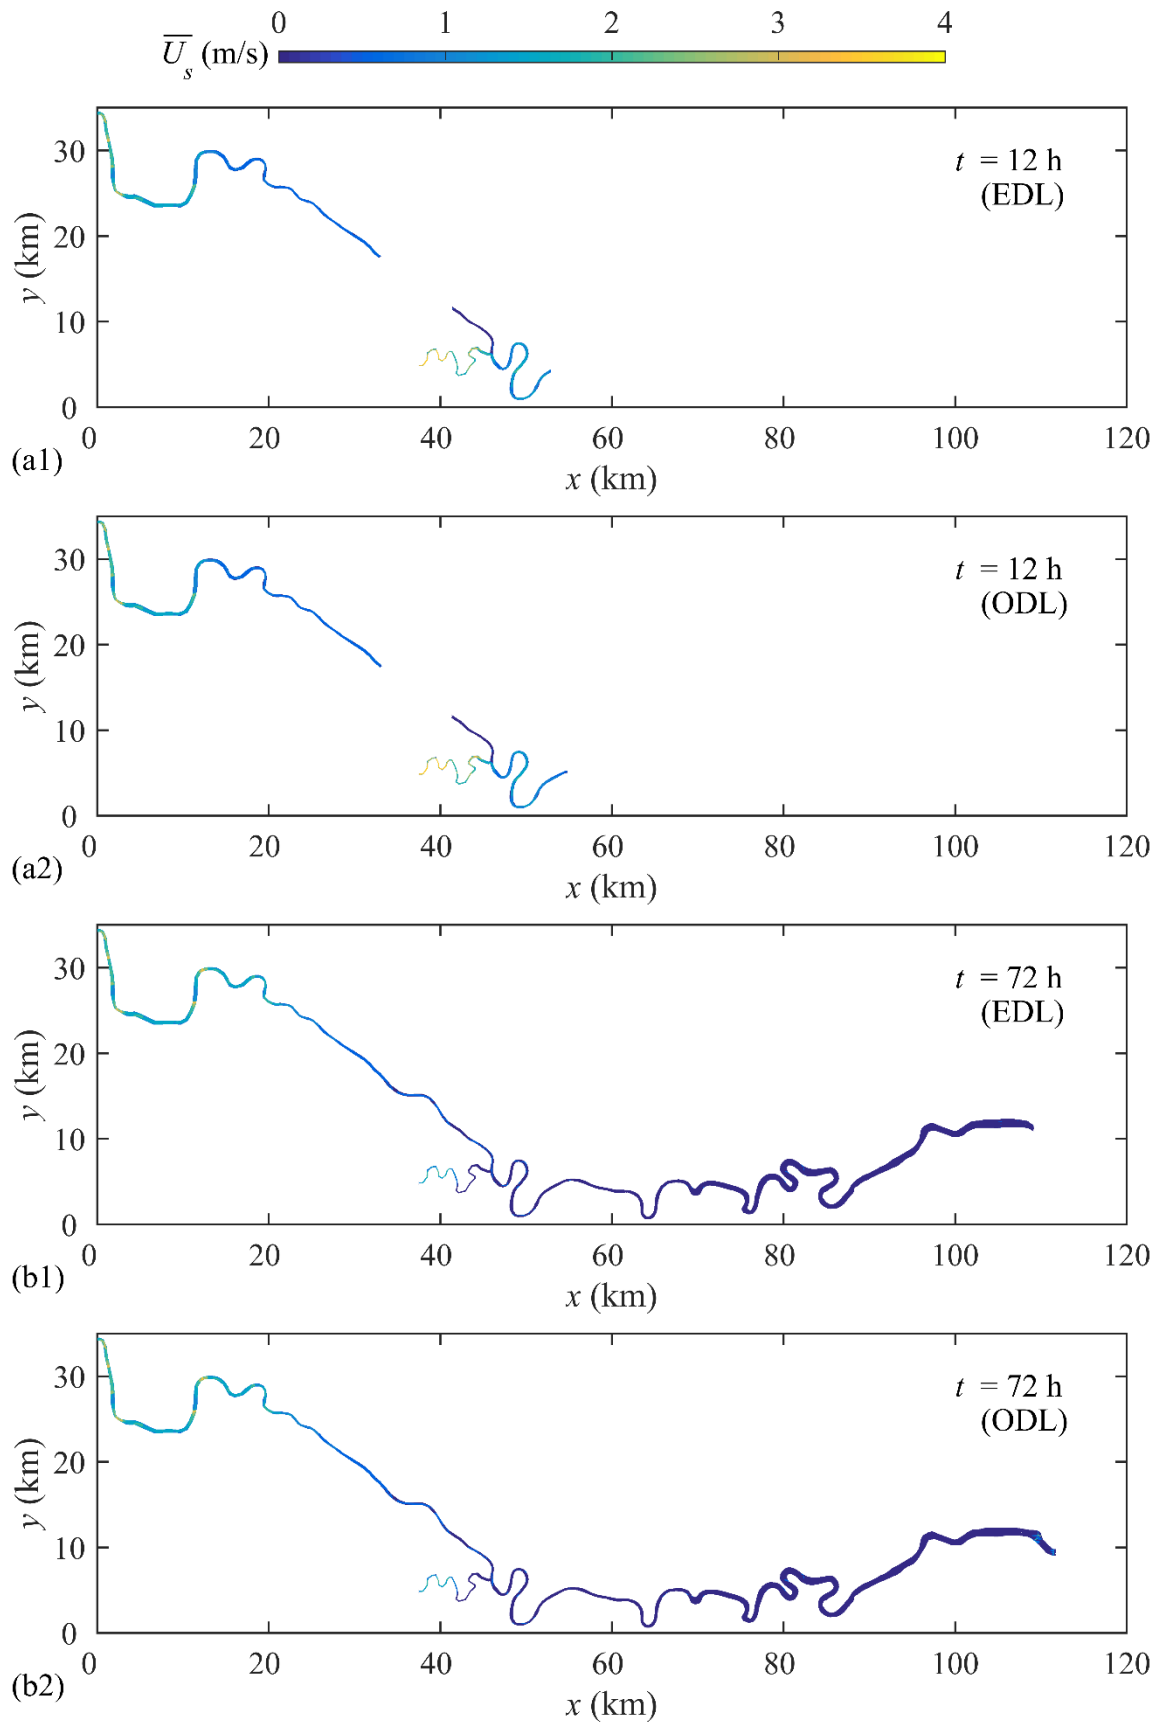 0 1 2 3 4
U̅s (m/s)
30
20
10
0
y (km)
t = 12 h
(EDL)
0 20 40 60 80 100 120
(a1)
x (km)
30
20
10
0
y (km)
t = 12 h
(ODL)
0 20 40 60 80 100 120
(a2)
x (km)
30
20
10
0
y (km)
t = 72 h
(EDL)
0 20 40 60 80 100 120
(b1)
x (km)
30
20
10
0
y (km)
t = 72 h
(ODL)
0 20 40 60 80 100 120
(b2)
x (km)